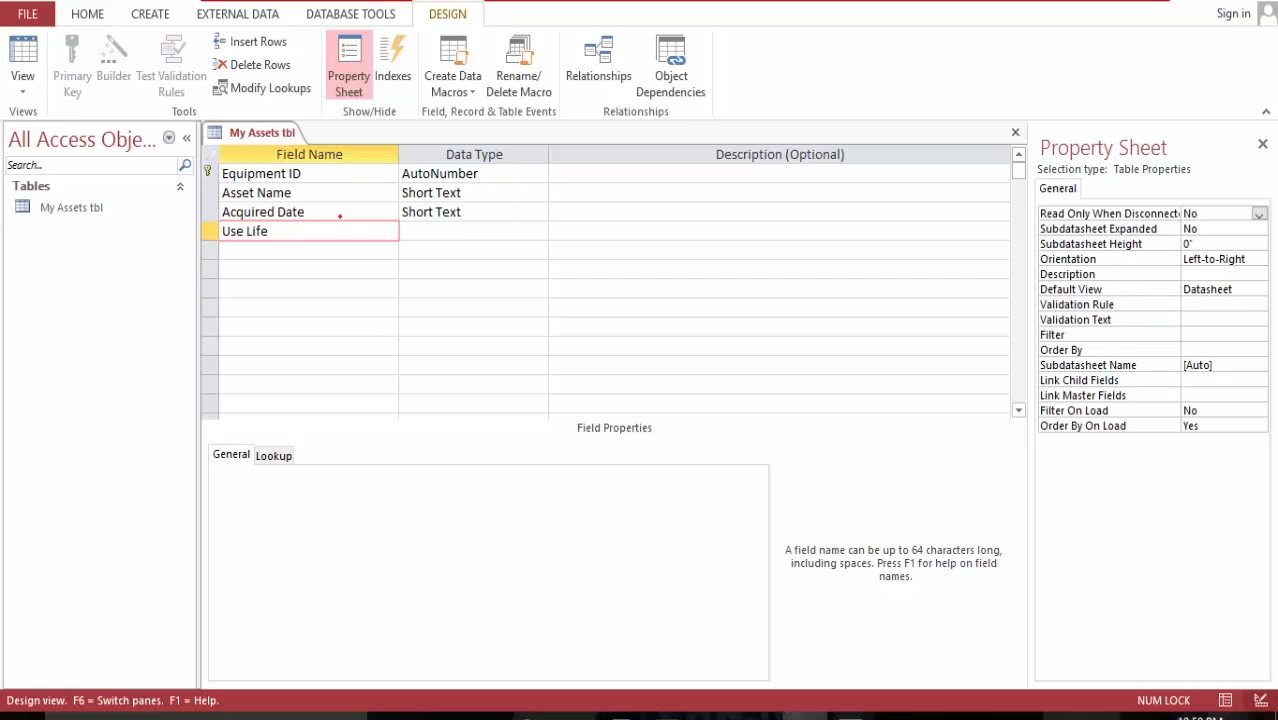 FILE HOME CREATE EXTERNAL DATA DATABASE TOOLS DESIGN Sign in
View
Views
Primary Key
Builder
Test Validation Rules
Insert Rows
Delete Rows
Modify Lookups
Tools
Property Sheet
Indexes
Show/Hide
Create Data Macros
Rename/ Delete Macro
Field, Record & Table Events
Relationships
Object Dependencies
Relationships
All Access Obje...
Search...
Tables
My Assets tbl
My Assets tbl
Field Name Data Type Description (Optional)
Equipment ID AutoNumber
Asset Name Short Text
Acquired Date Short Text
Use Life
Field Properties
General Lookup
A field name can be up to 64 characters long,
including spaces. Press F1 for help on field
names.
Property Sheet
Selection type: Table Properties
General
Read Only When Disconnect No
Subdatasheet Expanded No
Subdatasheet Height 0"
Orientation Left-to-Right
Description
Default View Datasheet
Validation Rule
Validation Text
Filter
Order By
Subdatasheet Name [Auto]
Link Child Fields
Link Master Fields
Filter On Load No
Order By On Load Yes
Design view. F6 = Switch panes. F1 = Help. NUM LOCK